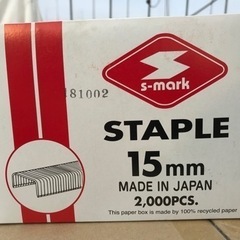 s-mark
181002
STAPLE
15mm
MADE IN JAPAN
2,000PCS.
This paper box is made by 100% recycled paper